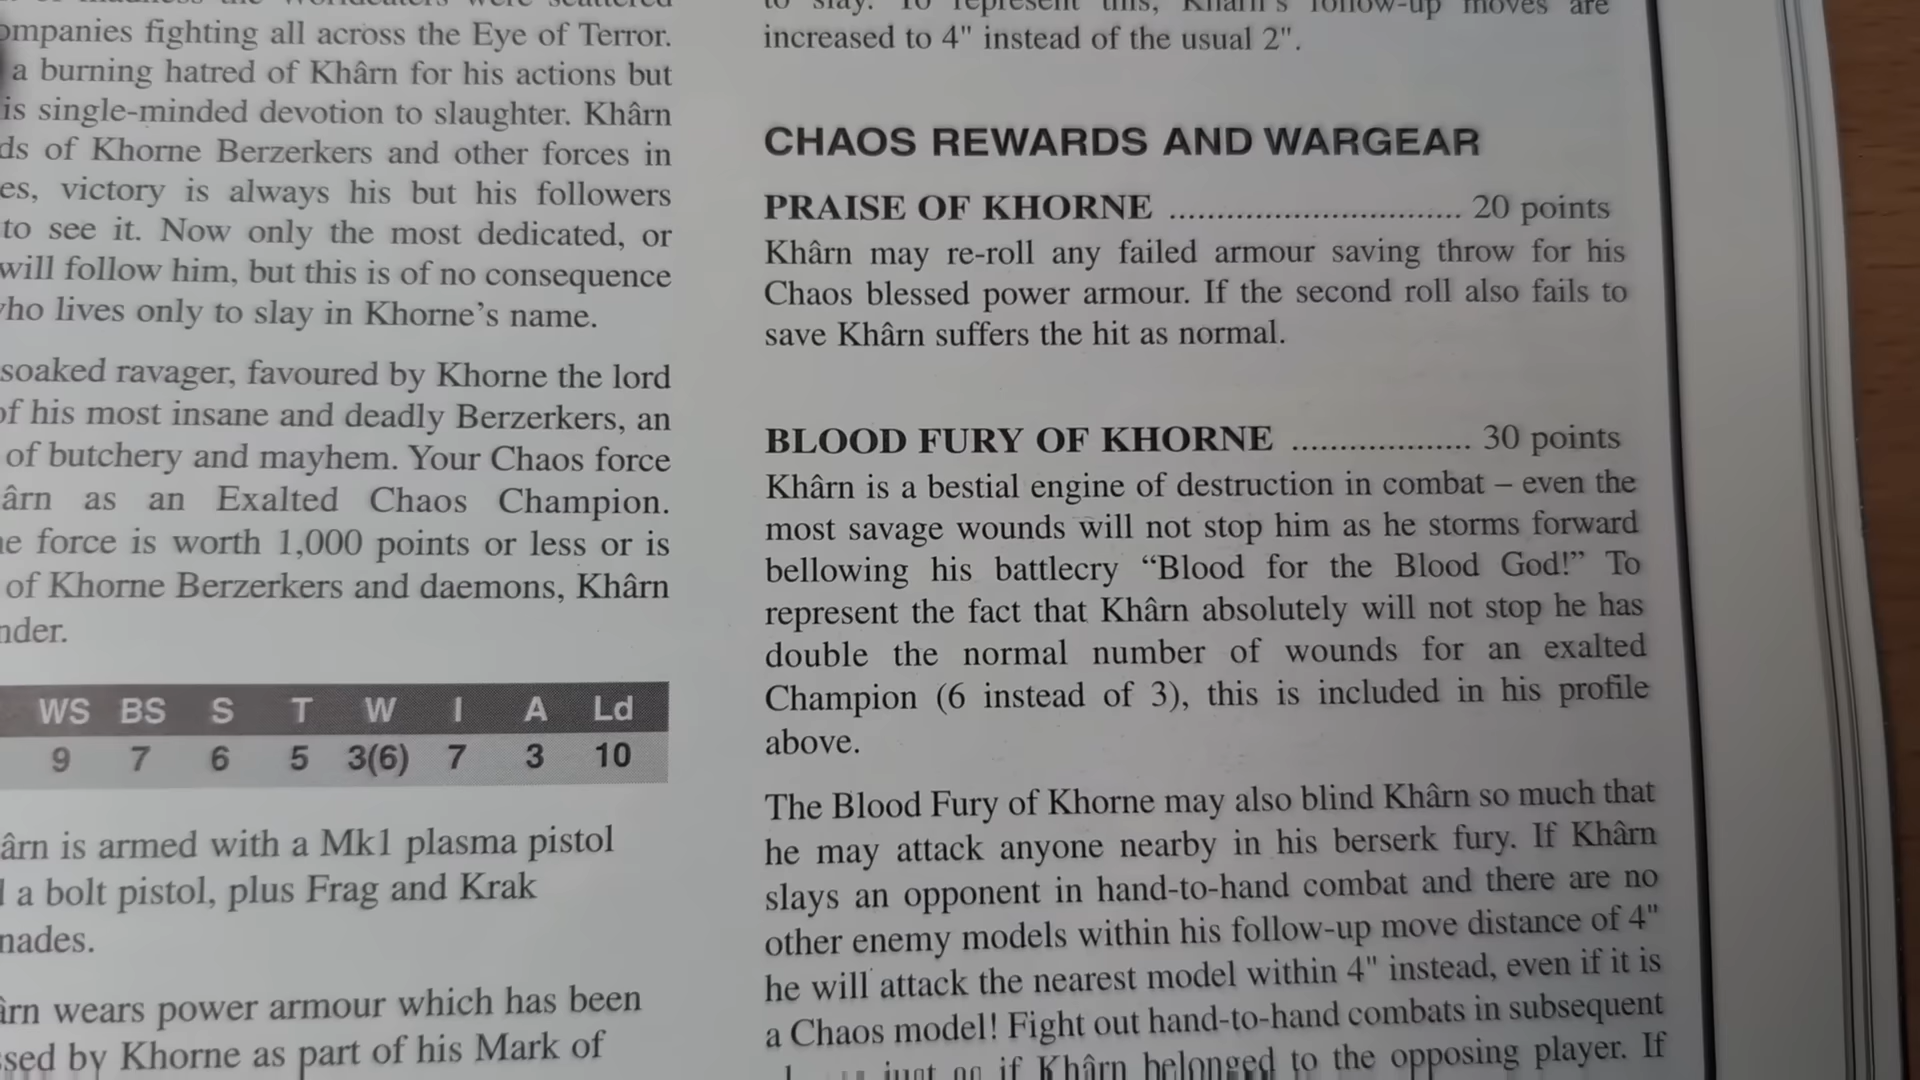 companies fighting all across the Eye of Terror.
a burning hatred of Khârn for his actions but
is single-minded devotion to slaughter. Khârn
of Khorne Berzerkers and other forces in
victory is always his but his followers
to see it. Now only the most dedicated, or
will follow him, but this is of no consequence
who lives only to slay in Khorne's name.
soaked ravager, favoured by Khorne the lord
of his most insane and deadly Berzerkers, an
of butchery and mayhem. Your Chaos force
ârn as an Exalted Chaos Champion.
force is worth 1,000 points or less or is
of Khorne Berzerkers and daemons, Khârn
nder.
WS BS S T W I A Ld
9 7 6 5 3(6) 7 3 10
ârn is armed with a Mk1 plasma pistol
a bolt pistol, plus Frag and Krak
nades.
ârn wears power armour which has been
ssed by Khorne as part of his Mark of
to slay. To represent this, Khârn's follow-up moves are
increased to 4" instead of the usual 2".
CHAOS REWARDS AND WARGEAR
PRAISE OF KHORNE ............................. 20 points
Khârn may re-roll any failed armour saving throw for his
Chaos blessed power armour. If the second roll also fails to
save Khârn suffers the hit as normal.
BLOOD FURY OF KHORNE .................. 30 points
Khârn is a bestial engine of destruction in combat – even the
most savage wounds will not stop him as he storms forward
bellowing his battlecry “Blood for the Blood God!” To
represent the fact that Khârn absolutely will not stop he has
double the normal number of wounds for an exalted
Champion (6 instead of 3), this is included in his profile
above.
The Blood Fury of Khorne may also blind Khârn so much that
he may attack anyone nearby in his berserk fury. If Khârn
slays an opponent in hand-to-hand combat and there are no
other enemy models within his follow-up move distance of 4"
he will attack the nearest model within 4" instead, even if it is
a Chaos model! Fight out hand-to-hand combats in subsequent
just as if Khârn belonged to the opposing player. If